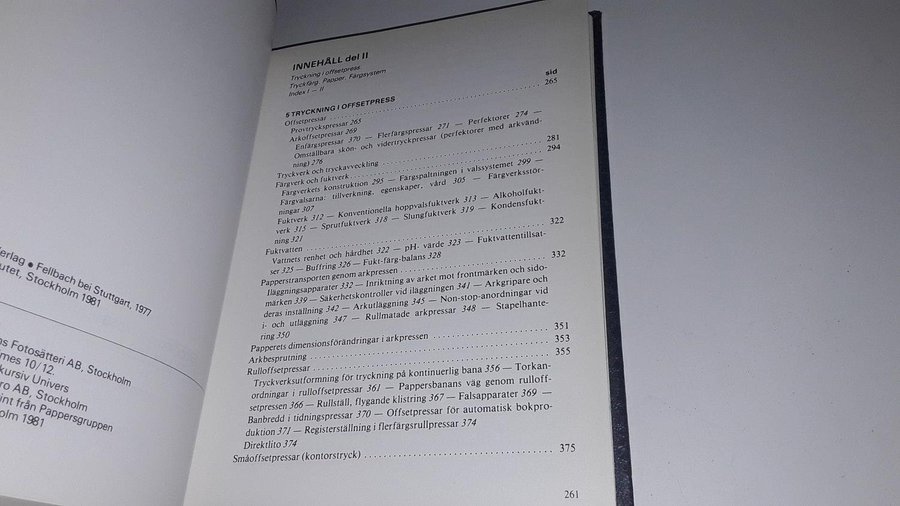 Verlag • Fellbach bei Stuttgart, 1977
Stockholm 1981
Fotosätteri AB, Stockholm
10/12.
kursiv Univers
AB, Stockholm
från Pappersgruppen
1981
INNEHÅLL del II
Tryckning i offsetpress.
Tryckfärg. Papper. Färgsystem
Index I — II
sid
5 TRYCKNING I OFFSETPRESS
Offsetpressar 265
Provtryckspressar 265
Arkoffsetpressar 269
Enfärgspressar 370 — Flerfärgspressar 271 — Perfektorer 274 —
Omställbara skön- och vidertryckpressar (perfektorer med arkvänd-
ning) 276
Tryckverk och tryckavveckling 281
Färgverk och fuktverk 294
Färgverkets konstruktion 295 — Färgspaltningen i valssystemet 299 —
Färgvalsarna: tillverkning, egenskaper, vård 305 — Färgverksstör-
ningar 307
Fuktverk 312 — Konventionella hoppvalsfuktverk 313 — Alkoholfukt-
verk 315 — Sprutfuktverk 318 — Slungfuktverk 319 — Kondensfukt-
ning 321
Fuktvatten 322
Vattnets renhet och hårdhet 322 — pH- värde 323 — Fuktvattentillsat-
ser 325 — Buffring 326 — Fukt-färg-balans 328
Papperstransporten genom arkpressen 332
Iläggningsapparater 332 — Inriktning av arket mot frontmärken och sido-
märken 339 — Säkerhetskontroller vid iläggningen 341 — Arkgripare och
deras inställning 342 — Arkutläggning 345 — Non-stop-anordningar vid
i- och utläggning 347 — Rullmatade arkpressar 348 — Stapelhante-
ring 350
Papperets dimensionsförändringar i arkpressen 351
Arkbesprutning 353
Rulloffsetpressar 355
Tryckverksutformning för tryckning på kontinuerlig bana 356 — Torkan-
ordningar i rulloffsetpressar 361 — Pappersbanans väg genom rulloff-
setpressen 366 — Rullställ, flygande klistring 367 — Falsapparater 369 —
Banbredd i tidningspressar 370 — Offsetpressar för automatisk bokpro-
duktion 371 — Registerställning i flerfärgsrullpressar 374
Direktlito 374
Småoffsetpressar (kontorstryck) 375
261